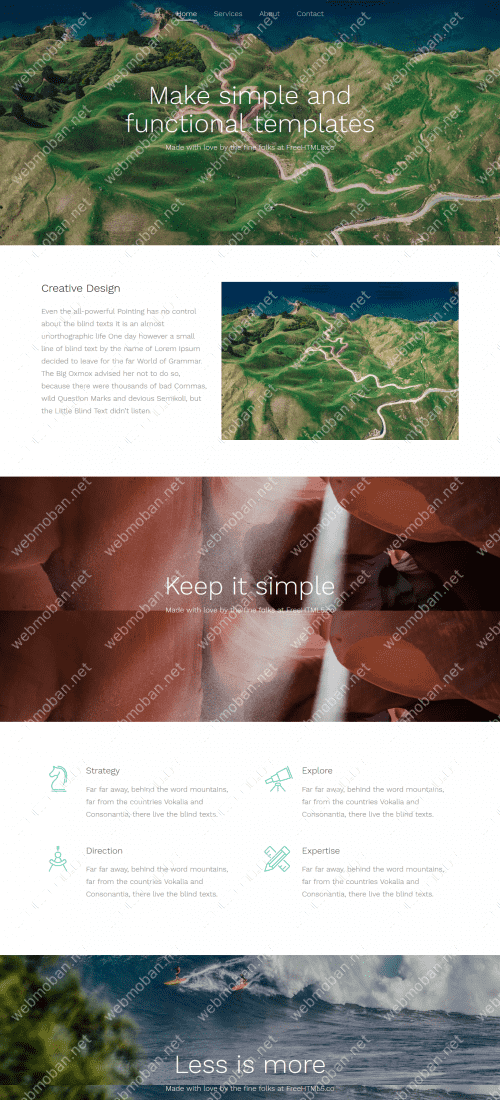 Home Services About Contact
Make simple and
functional templates
Made with love by the fine folks at FreeHTML5.co
Creative Design
Even the all-powerful Pointing has no control
about the blind texts it is an almost
unorthographic life One day however a small
line of blind text by the name of Lorem Ipsum
decided to leave for the far World of Grammar.
The Big Oxmox advised her not to do so,
because there were thousands of bad Commas,
wild Question Marks and devious Semikoli, but
the Little Blind Text didn't listen.
Keep it simple
Made with love by the fine folks at FreeHTML5.co
Strategy
Far far away, behind the word mountains,
far from the countries Vokalia and
Consonantia, there live the blind texts.
Explore
Far far away, behind the word mountains,
far from the countries Vokalia and
Consonantia, there live the blind texts.
Direction
Far far away, behind the word mountains,
far from the countries Vokalia and
Consonantia, there live the blind texts.
Expertise
Far far away, behind the word mountains,
far from the countries Vokalia and
Consonantia, there live the blind texts.
Less is more
Made with love by the fine folks at FreeHTML5.co
webmoban.net